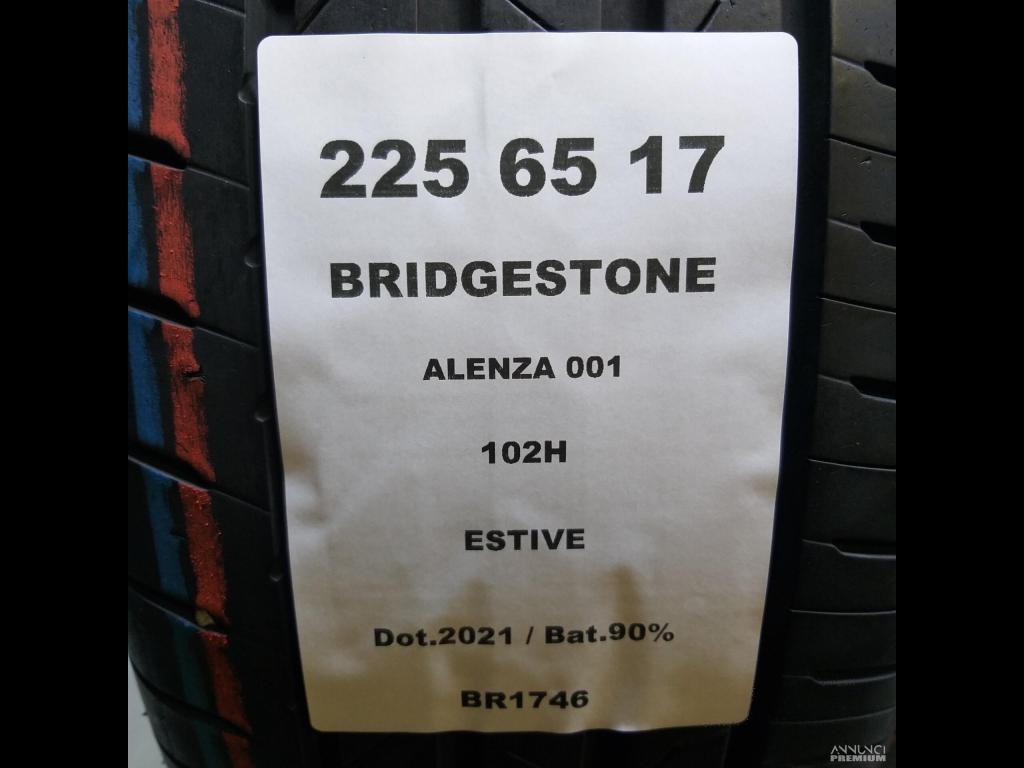 225 65 17
BRIDGESTONE
ALENZA 001
102H
ESTIVE
Dot.2021 / Bat.90%
BR1746
ANNUNCI
PREMIUM